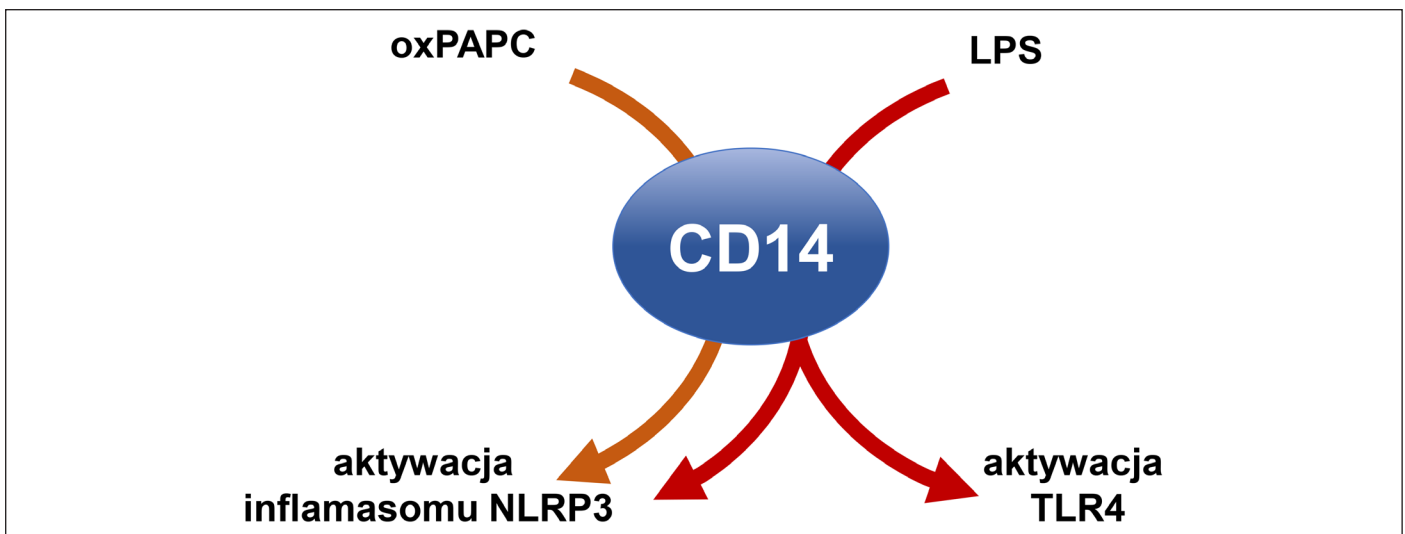 oxPAPC
LPS
CD14
aktywacja
inflamasomu NLRP3
aktywacja
TLR4